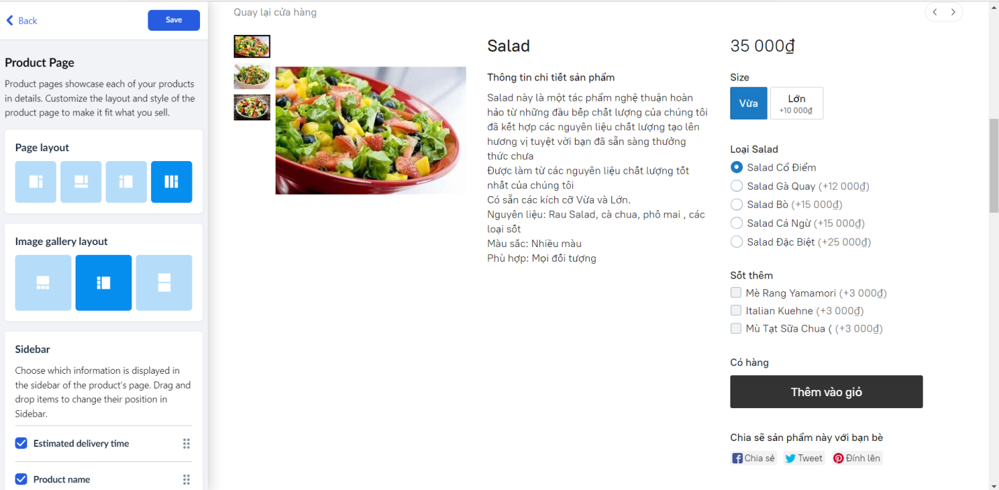 Back
Save
Product Page
Product pages showcase each of your products
in details. Customize the layout and style of the
product page to make it fit what you sell.
Page layout
Image gallery layout
Sidebar
Choose which information is displayed in
the sidebar of the product's page. Drag and
drop items to change their position in
Sidebar.
Estimated delivery time
Product name
Quay lại cửa hàng
Salad
Thông tin chi tiết sản phẩm
Salad này là một tác phẩm nghệ thuận hoàn
hảo từ những đầu bếp chất lượng của chúng tôi
đã kết hợp các nguyên liệu chất lượng tạo lên
hương vị tuyệt vời bạn đã sẵn sàng thưởng
thức chưa
Được làm từ các nguyên liệu chất lượng tốt
nhất của chúng tôi
Có sẵn các kích cỡ Vừa và Lớn.
Nguyên liệu: Rau Salad, cà chua, phô mai , các
loại sốt
Màu sắc: Nhiều màu
Phù hợp: Mọi đối tượng
35 000₫
Size
Vừa
Lớn
+10 000₫
Loại Salad
Salad Cổ Điểm
Salad Gà Quay (+12 000₫)
Salad Bò (+15 000₫)
Salad Cá Ngừ (+15 000₫)
Salad Đặc Biệt (+25 000₫)
Sốt thêm
Mè Rang Yamamori (+3 000₫)
Italian Kuehne (+3 000₫)
Mù Tạt Sữa Chua ( (+3 000₫)
Có hàng
Thêm vào giỏ
Chia sẽ sản phẩm này với bạn bè
Chia sẻ
Tweet
Đính lên